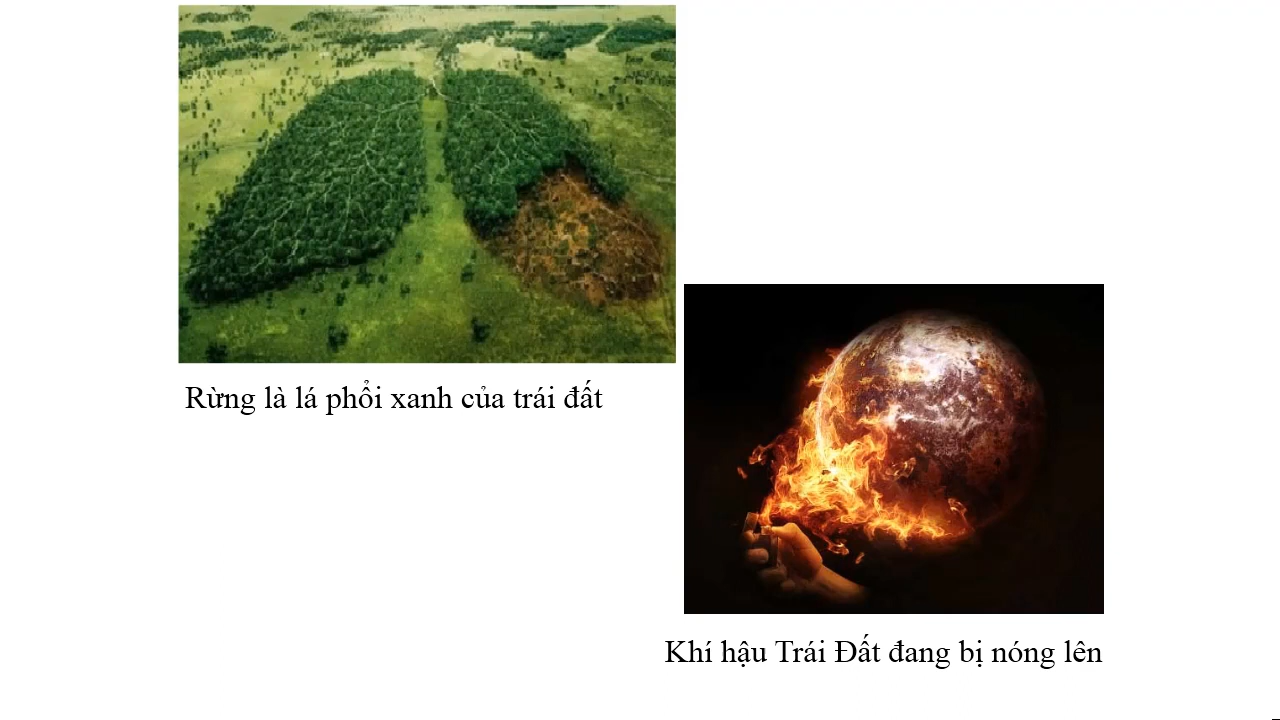 Rừng là lá phổi xanh của trái đất
Khí hậu Trái Đất đang bị nóng lên